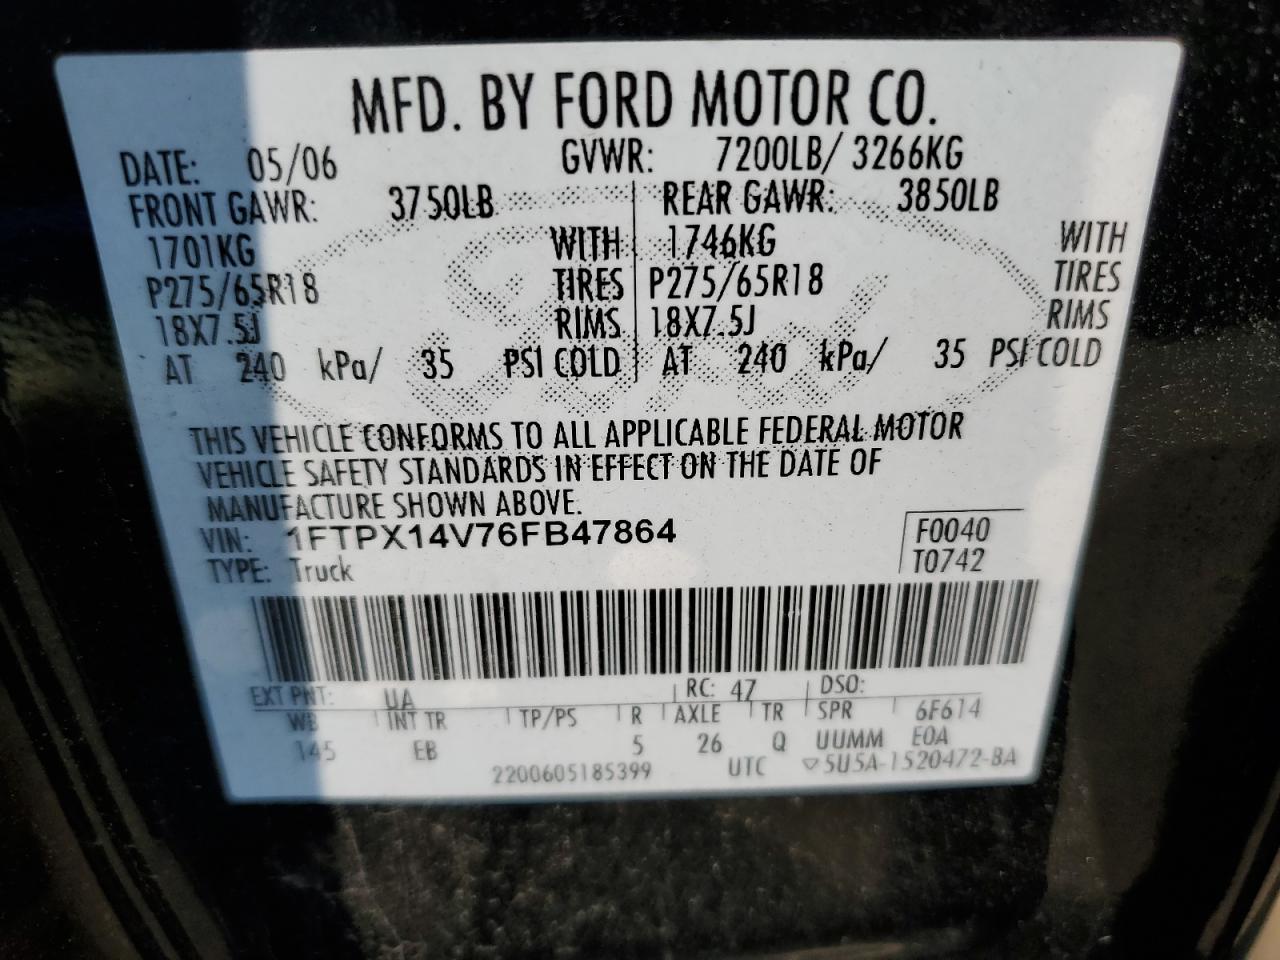 MFD. BY FORD MOTOR CO.
DATE: 05/06 GVWR: 7200LB/ 3266KG
FRONT GAWR: 3750LB REAR GAWR: 3850LB
1701KG WITH 1746KG WITH
P275/65R18 TIRES P275/65R18 TIRES
18X7.5J RIMS 18X7.5J RIMS
AT 240 kPa/ 35 PSI COLD AT 240 kPa/ 35 PSI COLD
THIS VEHICLE CONFORMS TO ALL APPLICABLE FEDERAL MOTOR
VEHICLE SAFETY STANDARDS IN EFFECT ON THE DATE OF
MANUFACTURE SHOWN ABOVE.
VIN: 1FTPX14V76FB47864 F0040
TYPE: Truck T0742
EXT PNT: UA RC: 47 DSO:
WB INT TR TP/PS R AXLE TR SPR 6F614
145 EB 5 26 Q UUMM E0A
2200605185399 UTC ▽5U5A-1520472-BA